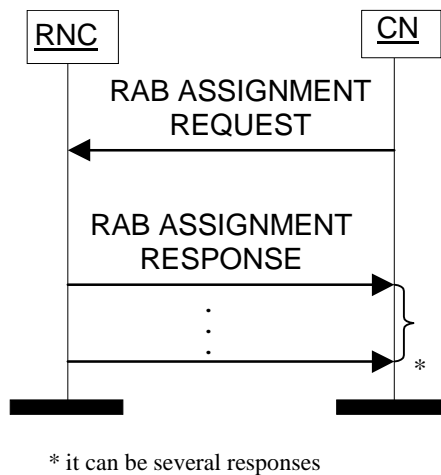 RNC
CN
RAB ASSIGNMENT
REQUEST
RAB ASSIGNMENT
RESPONSE
*
* it can be several responses